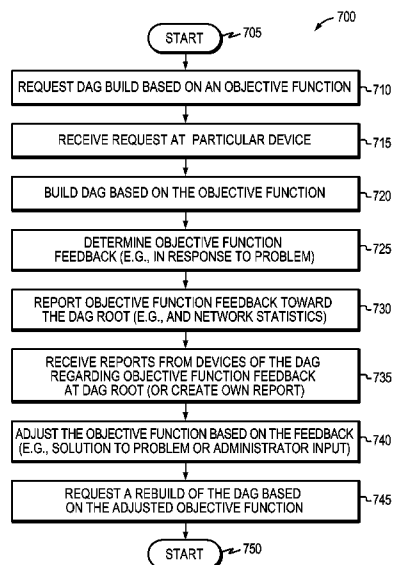 700
START 705
REQUEST DAG BUILD BASED ON AN OBJECTIVE FUNCTION 710
RECEIVE REQUEST AT PARTICULAR DEVICE 715
BUILD DAG BASED ON THE OBJECTIVE FUNCTION 720
DETERMINE OBJECTIVE FUNCTION
FEEDBACK (E.G., IN RESPONSE TO PROBLEM) 725
REPORT OBJECTIVE FUNCTION FEEDBACK TOWARD
THE DAG ROOT (E.G., AND NETWORK STATISTICS) 730
RECEIVE REPORTS FROM DEVICES OF THE DAG
REGARDING OBJECTIVE FUNCTION FEEDBACK 735
AT DAG ROOT (OR CREATE OWN REPORT)
ADJUST THE OBJECTIVE FUNCTION BASED ON THE FEEDBACK
(E.G., SOLUTION TO PROBLEM OR ADMINISTRATOR INPUT) 740
REQUEST A REBUILD OF THE DAG BASED
ON THE ADJUSTED OBJECTIVE FUNCTION 745
START 750